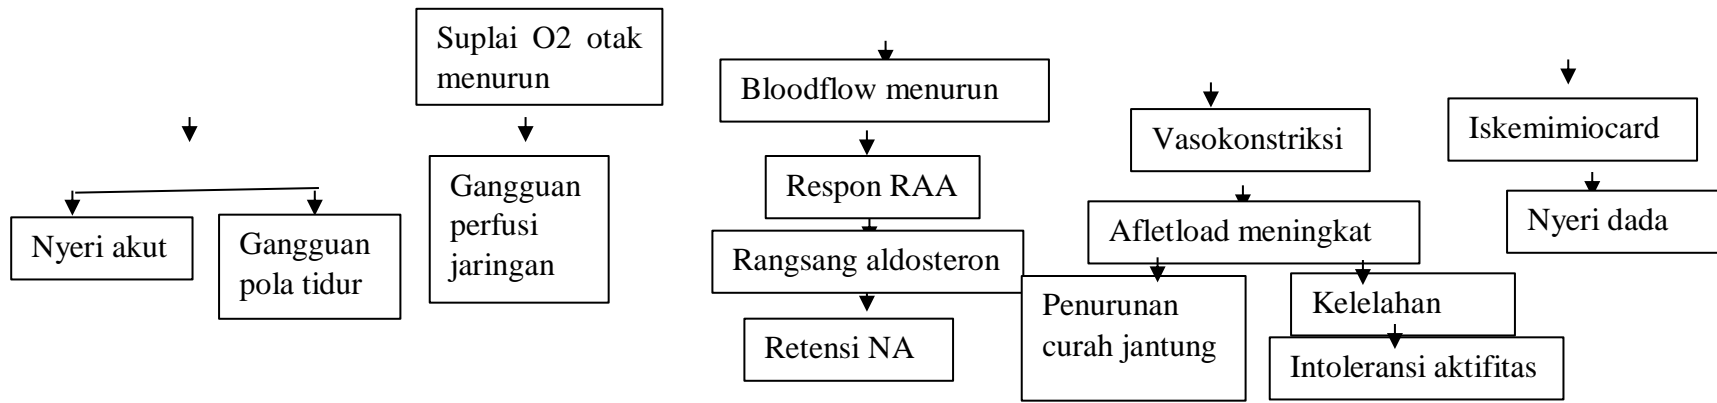 Suplai O2 otak
menurun
Bloodflow menurun
Vasokonstriksi
Iskemimiocard
Gangguan
perfusi
jaringan
Respon RAA
Nyeri akut
Gangguan
pola tidur
Rangsang aldosteron
Afletload meningkat
Nyeri dada
Retensi NA
Penurunan
curah jantung
Kelelahan
Intoleransi aktifitas